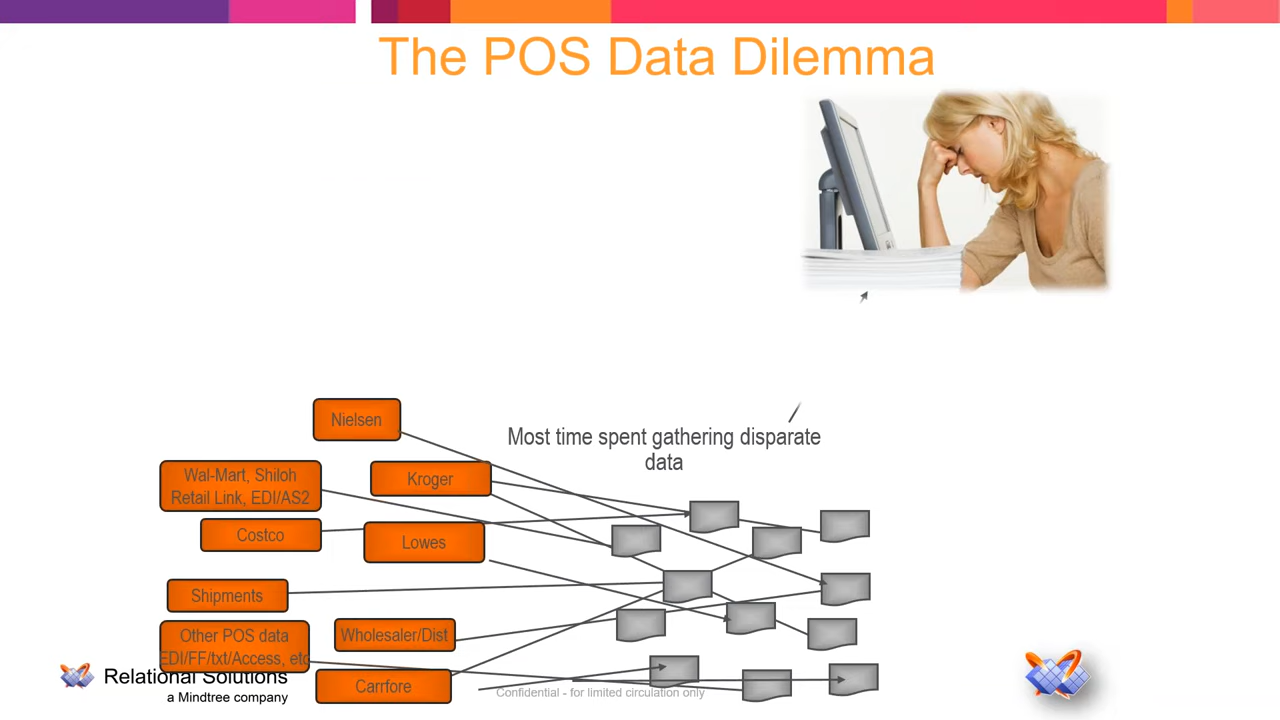 The POS Data Dilemma
Nielsen
Most time spent gathering disparate
data
Wal-Mart, Shiloh
Retail Link, EDI/AS2
Kroger
Costco
Lowes
Shipments
Other POS data
EDI/FF/txt/Access, etc
Wholesaler/Dist
Carrfore
Relational Solutions
a Mindtree company
Confidential - for limited circulation only